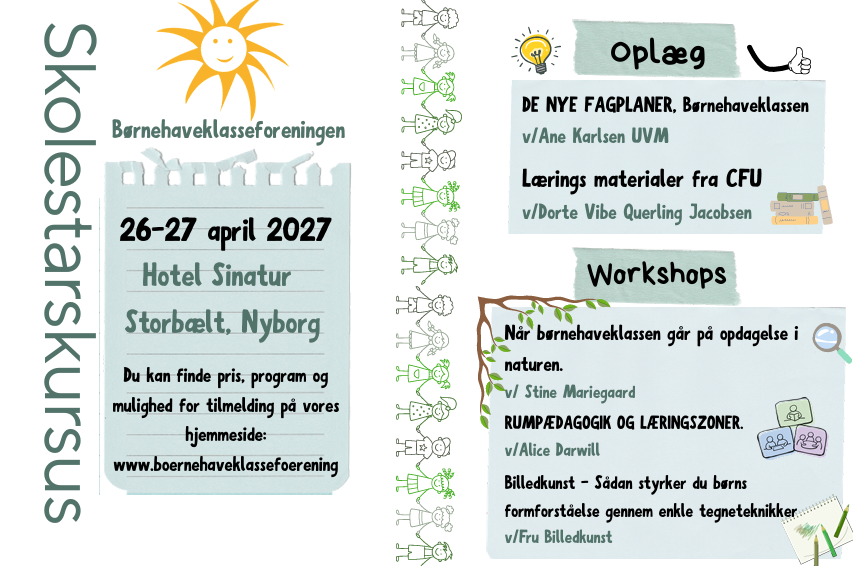 Skolestarskursus
Børnehaveklasseforeningen
26-27 april 2027
Hotel Sinatur
Storbælt, Nyborg
Du kan finde pris, program og
mulighed for tilmelding på vores
hjemmeside:
www.boernehaveklassefoerening
Oplæg
DE NYE FAGPLANER, Børnehaveklassen
v/Ane Karlsen UVM
Lærings materialer fra CFU
v/Dorte Vibe Querling Jacobsen
Workshops
Når børnehaveklassen går på opdagelse i
naturen.
v/ Stine Mariegaard
RUMPÆDAGOGIK OG LÆRINGSZONER.
v/Alice Darwill
Billedkunst - Sådan styrker du børns
formforståelse gennem enkle tegneteknikker
v/Fru Billedkunst